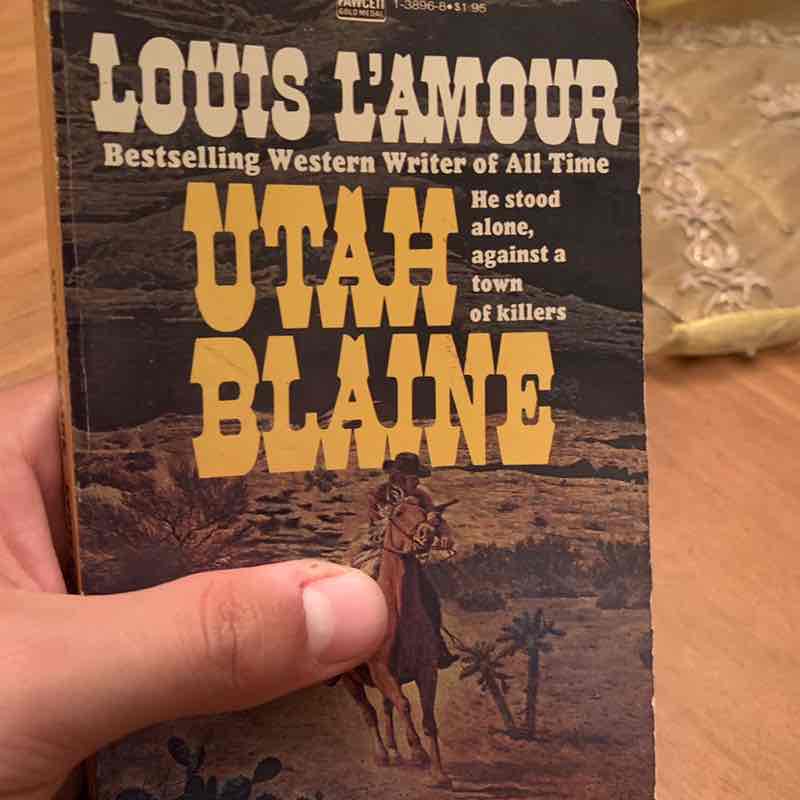 FAWCETT
GOLD MEDAL
1-3896-8•$1.95
LOUIS L'AMOUR
Bestselling Western Writer of All Time
UTAH
BLAINE
He stood
alone,
against a
town
of killers